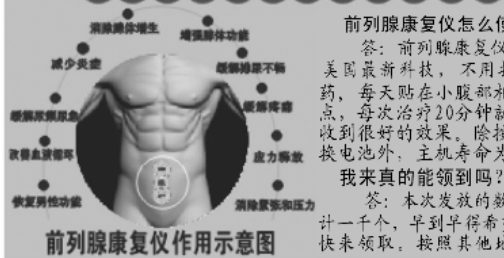 消除腺体增生
增强腺体功能
减少炎症
缓解排尿不畅
缓解尿频尿急
缓解疼痛
改善血液循环
应力释放
恢复男性功能
消除紧张和压力
前列腺康复仪作用示意图
前列腺康复仪怎么使
答：前列腺康复仪
美国最新科技，不用
药，每天贴在小腹部和
点，每次治疗20分钟就
收到很好的效果。除按
换电池外，主机寿命为
我来真的能领到吗?
答：本次发放的数
计一千个，早到早得希
快来领取。按照其他地